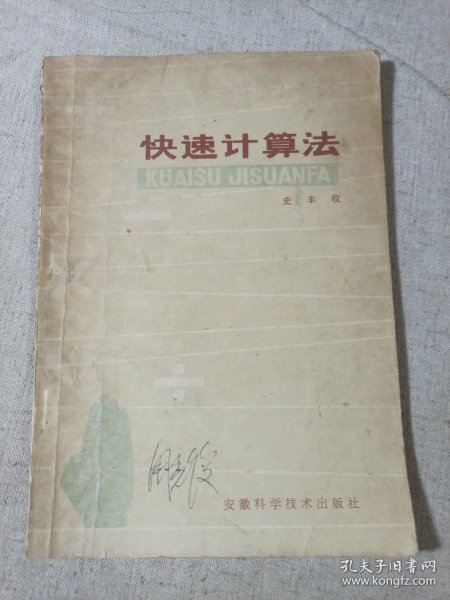 快速计算法
KUAISU JISUANFA
史丰收
安徽科学技术出版社
孔夫子旧书网
www.kongfz.com